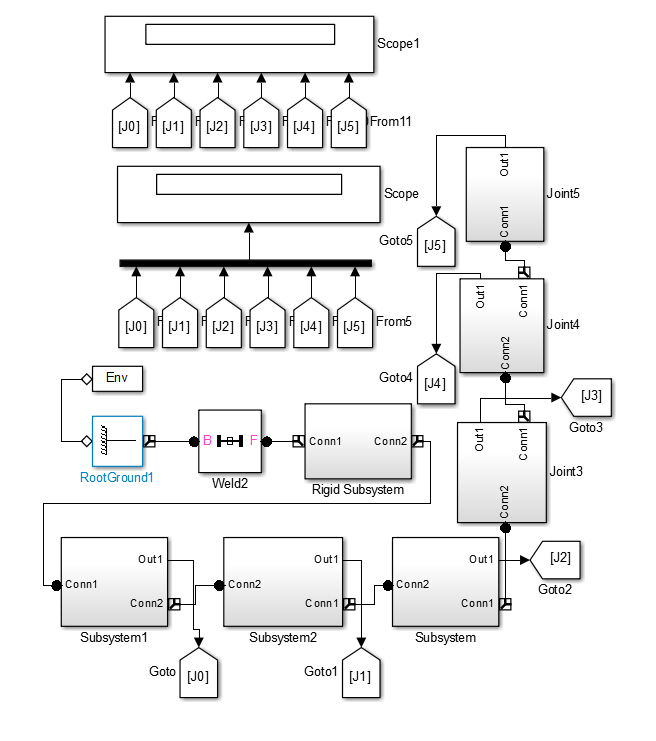 Scope1
[J0] [J1] [J2] [J3] [J4] [J5] From11
Out1
Conn1
Joint5
Scope
Goto5
[J5]
[J0] [J1] [J2] [J3] [J4] [J5] From5
Out1
Conn1
Conn2
Joint4
Goto4
[J4]
Env
[J3]
Goto3
B F
Conn1 Conn2
Out1
Conn1
Conn2
Joint3
RootGround1
Weld2
Rigid Subsystem
Out1
Conn1
Conn2
Subsystem1
Out1
Conn2
Conn1
Subsystem2
Out1
Conn2
Conn1
Subsystem
[J2]
Goto2
Goto
[J0]
Goto1
[J1]